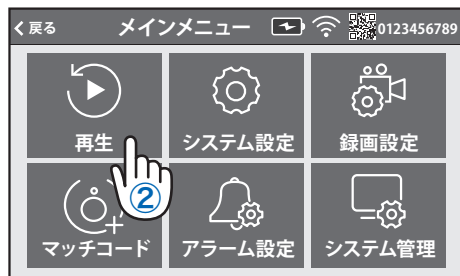 < 戻る メインメニュー 0123456789
再生 システム設定 録画設定
②
マッチコード アラーム設定 システム管理